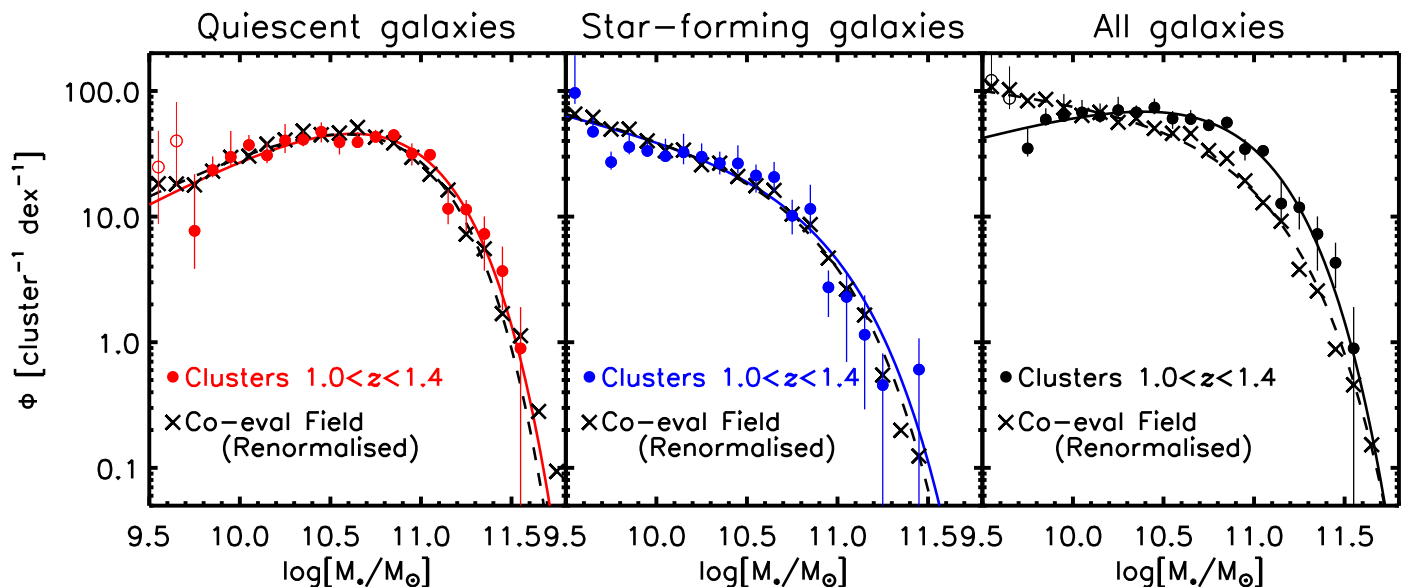 Quiescent galaxies Star-forming galaxies All galaxies
100.0
10.0
1.0
0.1
Φ [cluster⁻¹ dex⁻¹]
Clusters 1.0<z<1.4
Co-eval Field
(Renormalised)
Clusters 1.0<z<1.4
Co-eval Field
(Renormalised)
Clusters 1.0<z<1.4
Co-eval Field
(Renormalised)
9.5 10.0 10.5 11.0 11.59.5 10.0 10.5 11.0 11.59.5 10.0 10.5 11.0 11.5
log[M⋆/M⊙] log[M⋆/M⊙] log[M⋆/M⊙]